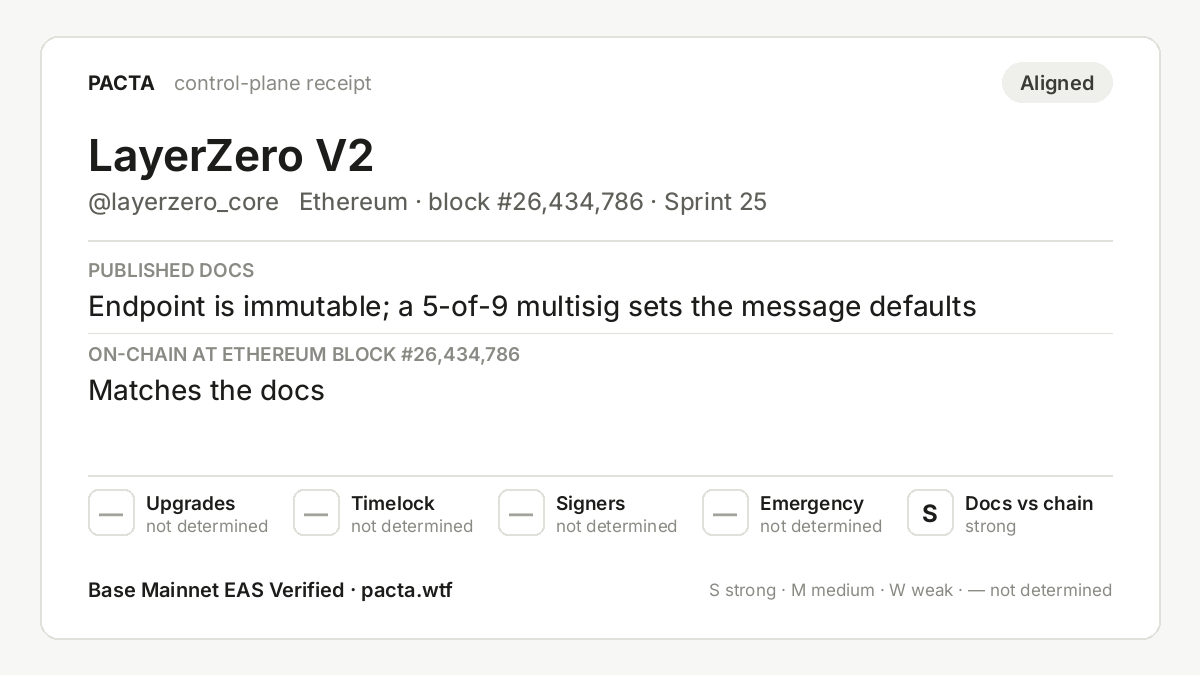 PACTA control-plane receipt
Aligned
LayerZero V2
@layerzero_core Ethereum · block #26,434,786 · Sprint 25
PUBLISHED DOCS
Endpoint is immutable; a 5-of-9 multisig sets the message defaults
ON-CHAIN AT ETHEREUM BLOCK #26,434,786
Matches the docs
— Upgrades
not determined
— Timelock
not determined
— Signers
not determined
— Emergency
not determined
S Docs vs chain
strong
Base Mainnet EAS Verified · pacta.wtf
S strong · M medium · W weak · — not determined